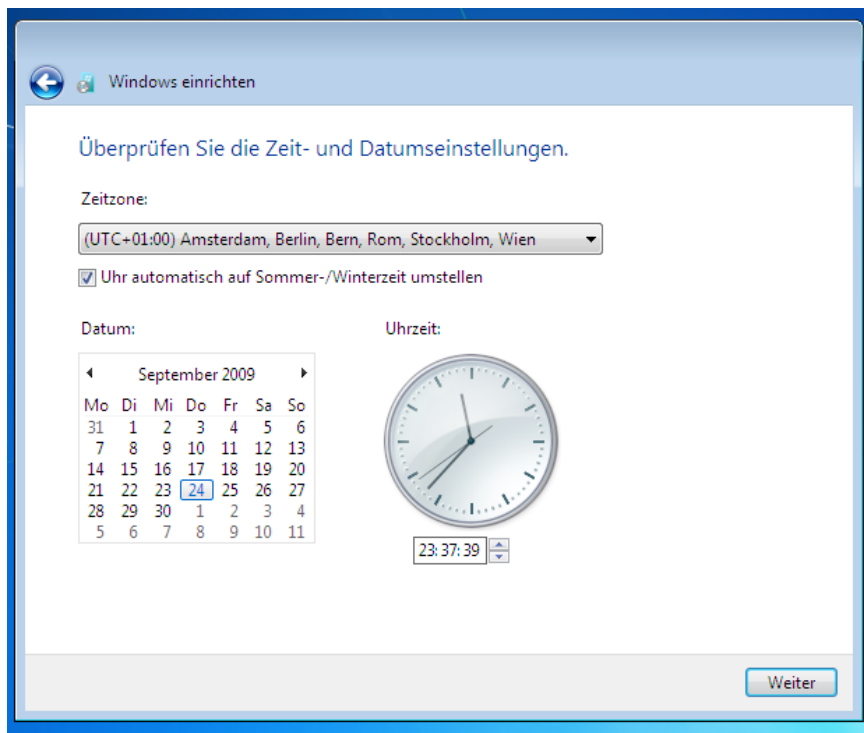 Windows einrichten
Überprüfen Sie die Zeit- und Datumseinstellungen.
Zeitzone:
(UTC+01:00) Amsterdam, Berlin, Bern, Rom, Stockholm, Wien
Uhr automatisch auf Sommer-/Winterzeit umstellen
Datum: Uhrzeit:
September 2009
Mo Di Mi Do Fr Sa So
31 1 2 3 4 5 6
7 8 9 10 11 12 13
14 15 16 17 18 19 20
21 22 23 24 25 26 27
28 29 30 1 2 3 4
5 6 7 8 9 10 11
23:37:39
Weiter